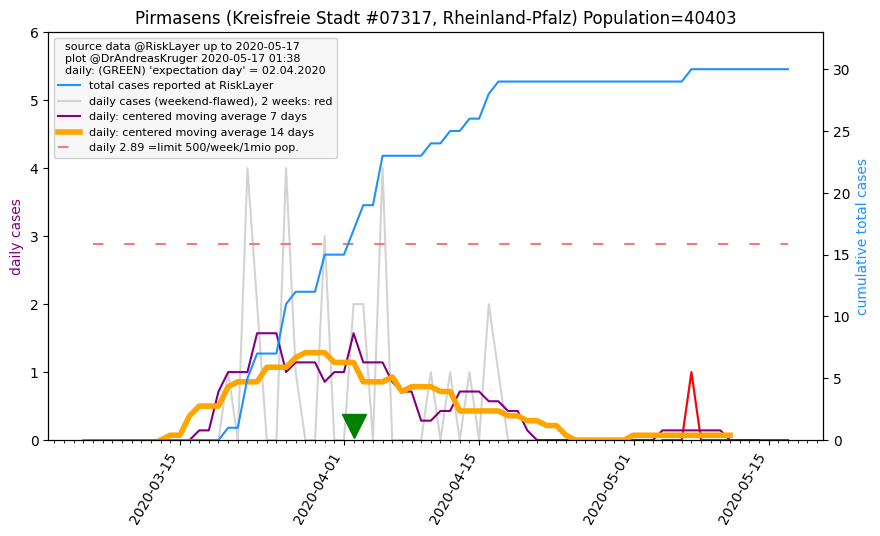 Pirmasens (Kreisfreie Stadt #07317, Rheinland-Pfalz) Population=40403
source data @RiskLayer up to 2020-05-17
plot @DrAndreasKruger 2020-05-17 01:38
daily: (GREEN) 'expectation day' = 02.04.2020
total cases reported at RiskLayer
daily cases (weekend-flawed), 2 weeks: red
daily: centered moving average 7 days
daily: centered moving average 14 days
daily 2.89 =limit 500/week/1mio pop.
daily cases
6
5
4
3
2
1
0
cumulative total cases
30
25
20
15
10
5
0
2020-03-15
2020-04-01
2020-04-15
2020-05-01
2020-05-15